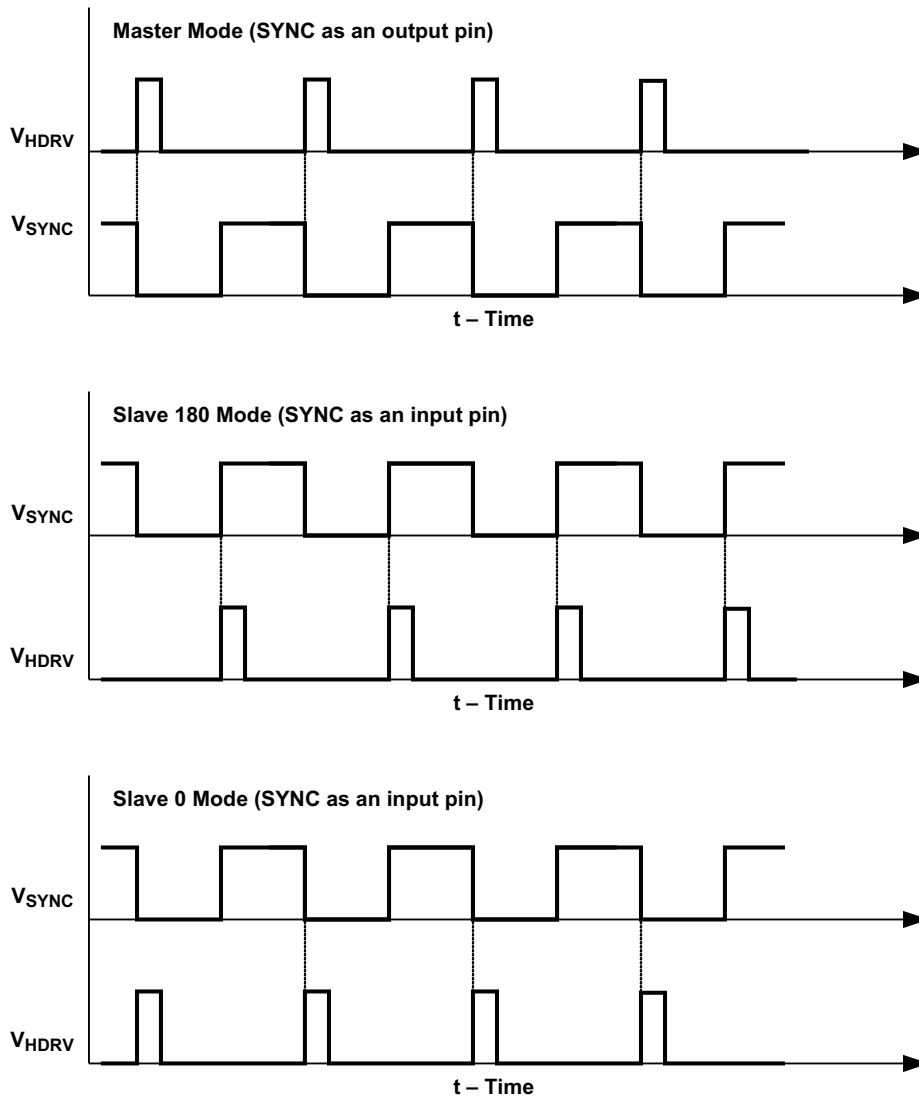 Master Mode (SYNC as an output pin)
VHDRV
VSYNC
t – Time
Slave 180 Mode (SYNC as an input pin)
VSYNC
VHDRV
t – Time
Slave 0 Mode (SYNC as an input pin)
VSYNC
VHDRV
t – Time